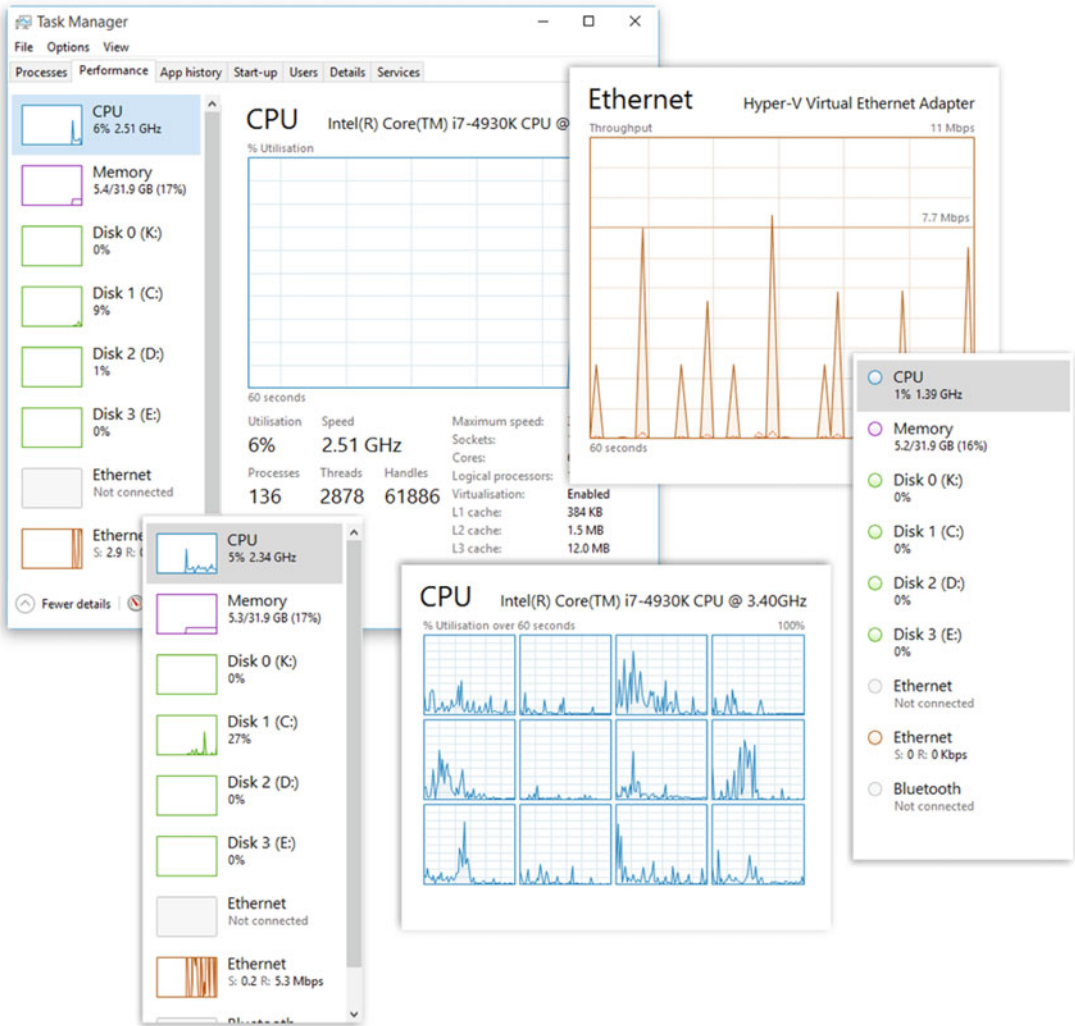 Task Manager
File Options View
Processes Performance App history Start-up Users Details Services
CPU
6% 2.51 GHz
Memory
5.4/31.9 GB (17%)
Disk 0 (K:)
0%
Disk 1 (C:)
9%
Disk 2 (D:)
1%
Disk 3 (E:)
0%
Ethernet
Not connected
S: 2.9 R:
Fewer details
CPU Intel(R) Core(TM) i7-4930K CPU @
% Utilisation
60 seconds
Utilisation Speed
6% 2.51 GHz
Processes Threads Handles
136 2878 61886
Maximum speed:
Sockets:
Cores:
Logical processors:
Virtualisation: Enabled
L1 cache: 384 KB
L2 cache: 1.5 MB
L3 cache: 12.0 MB
Ethernet Hyper-V Virtual Ethernet Adapter
Throughput 11 Mbps
7.7 Mbps
60 seconds
CPU
1% 1.39 GHz
Memory
5.2/31.9 GB (16%)
Disk 0 (K:)
0%
Disk 1 (C:)
0%
Disk 2 (D:)
0%
Disk 3 (E:)
0%
Ethernet
Not connected
Ethernet
S: 0 R: 0 Kbps
Bluetooth
Not connected
CPU
5% 2.34 GHz
Memory
5.3/31.9 GB (17%)
Disk 0 (K:)
0%
Disk 1 (C:)
27%
Disk 2 (D:)
0%
Disk 3 (E:)
0%
Ethernet
Not connected
Ethernet
S: 0.2 R: 5.3 Mbps
CPU Intel(R) Core(TM) i7-4930K CPU @ 3.40GHz
% Utilisation over 60 seconds 100%